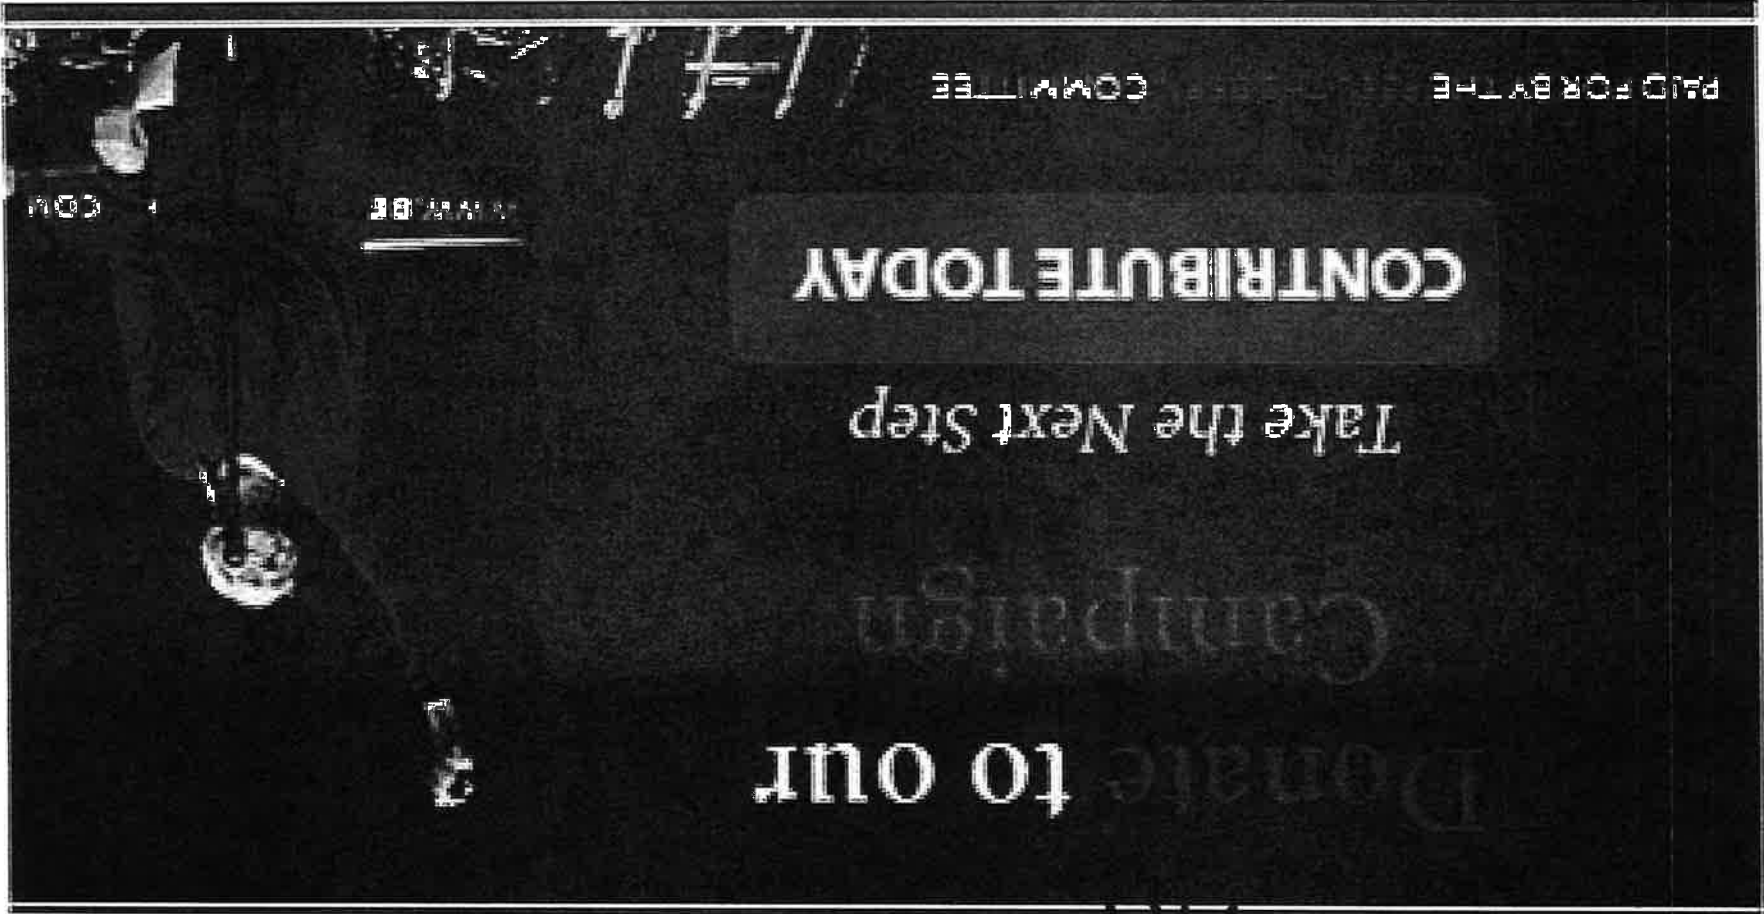 Donate to our
Campaign
Take the Next Step
CONTRIBUTE TODAY
PAID FOR BY THE
COMMITTEE